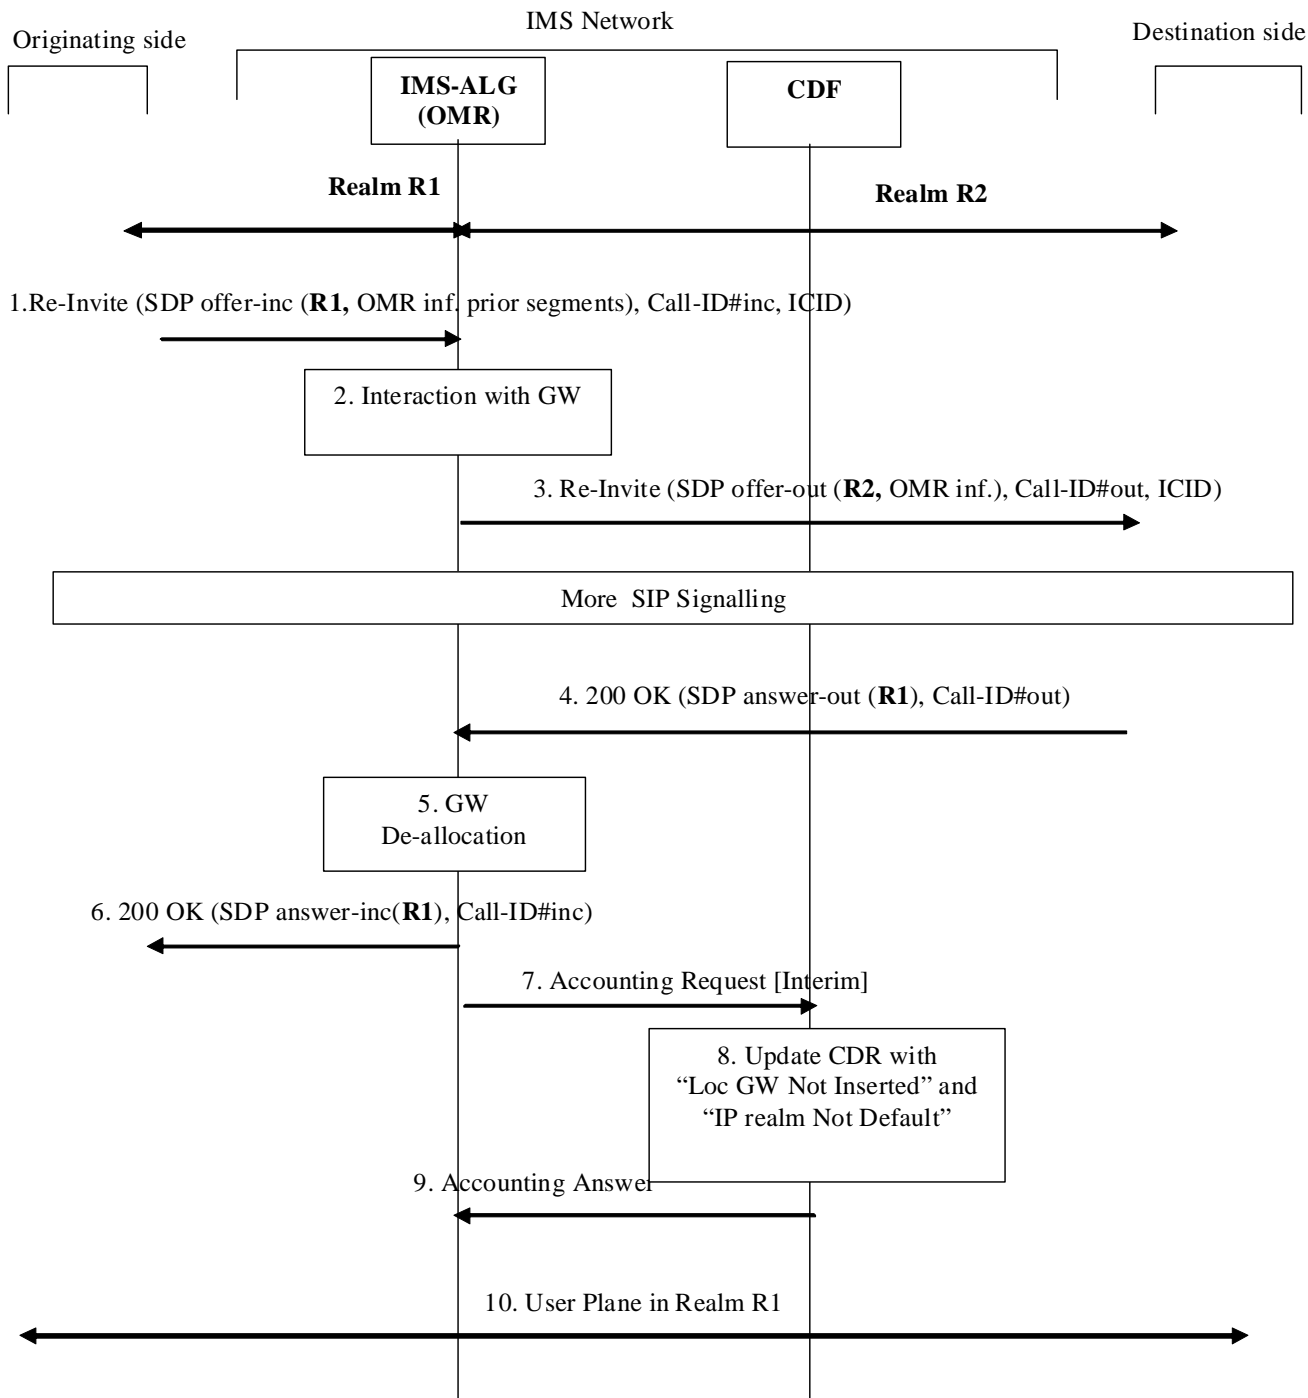 IMS Network
Originating side
Destination side
IMS-ALG
(OMR)
CDF
Realm R1
Realm R2
1.Re-Invite (SDP offer-inc (R1, OMR inf. prior segments), Call-ID#inc, ICID)
2. Interaction with GW
3. Re-Invite (SDP offer-out (R2, OMR inf.), Call-ID#out, ICID)
More SIP Signalling
4. 200 OK (SDP answer-out (R1), Call-ID#out)
5. GW
De-allocation
6. 200 OK (SDP answer-inc(R1), Call-ID#inc)
7. Accounting Request [Interim]
8. Update CDR with
“Loc GW Not Inserted” and
“IP realm Not Default”
9. Accounting Answer
10. User Plane in Realm R1